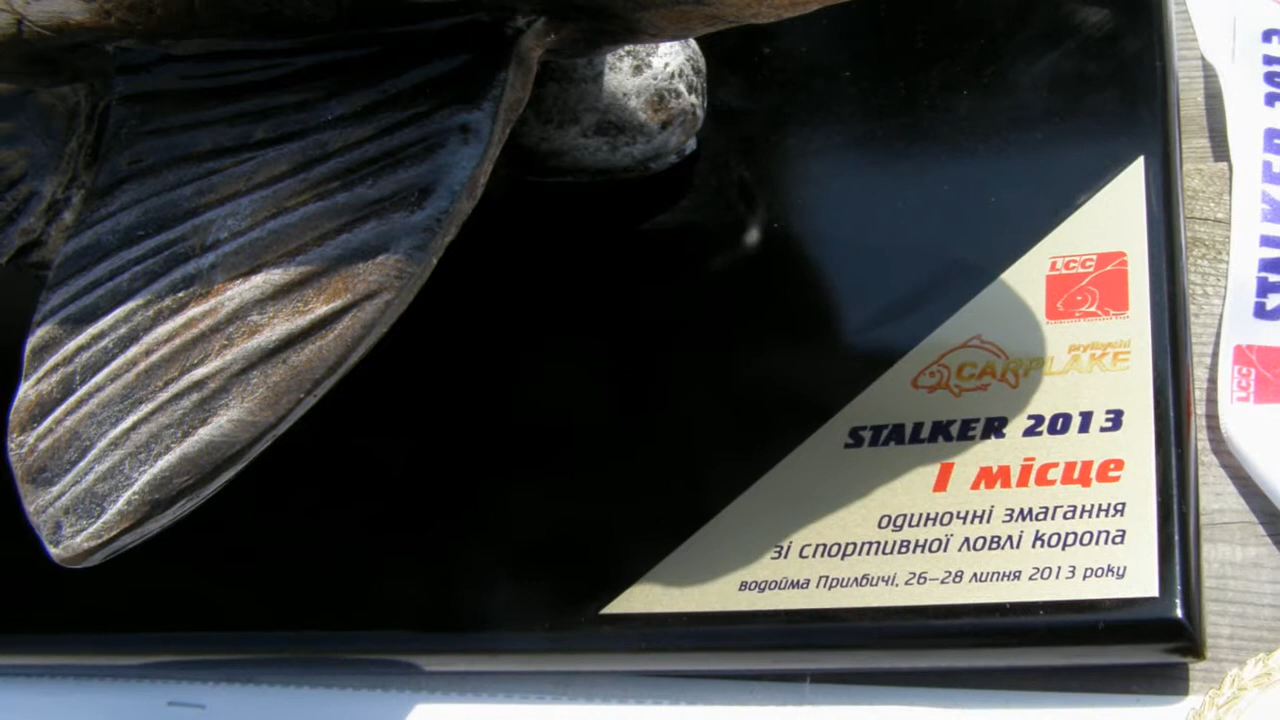 LCC
prylbychi
CARPLAKE
STALKER 2013
I місце
одиночні змагання
зі спортивної ловлі коропа
водойма Прилбичі, 26–28 липня 2013 року
STALKER 2013
LCC